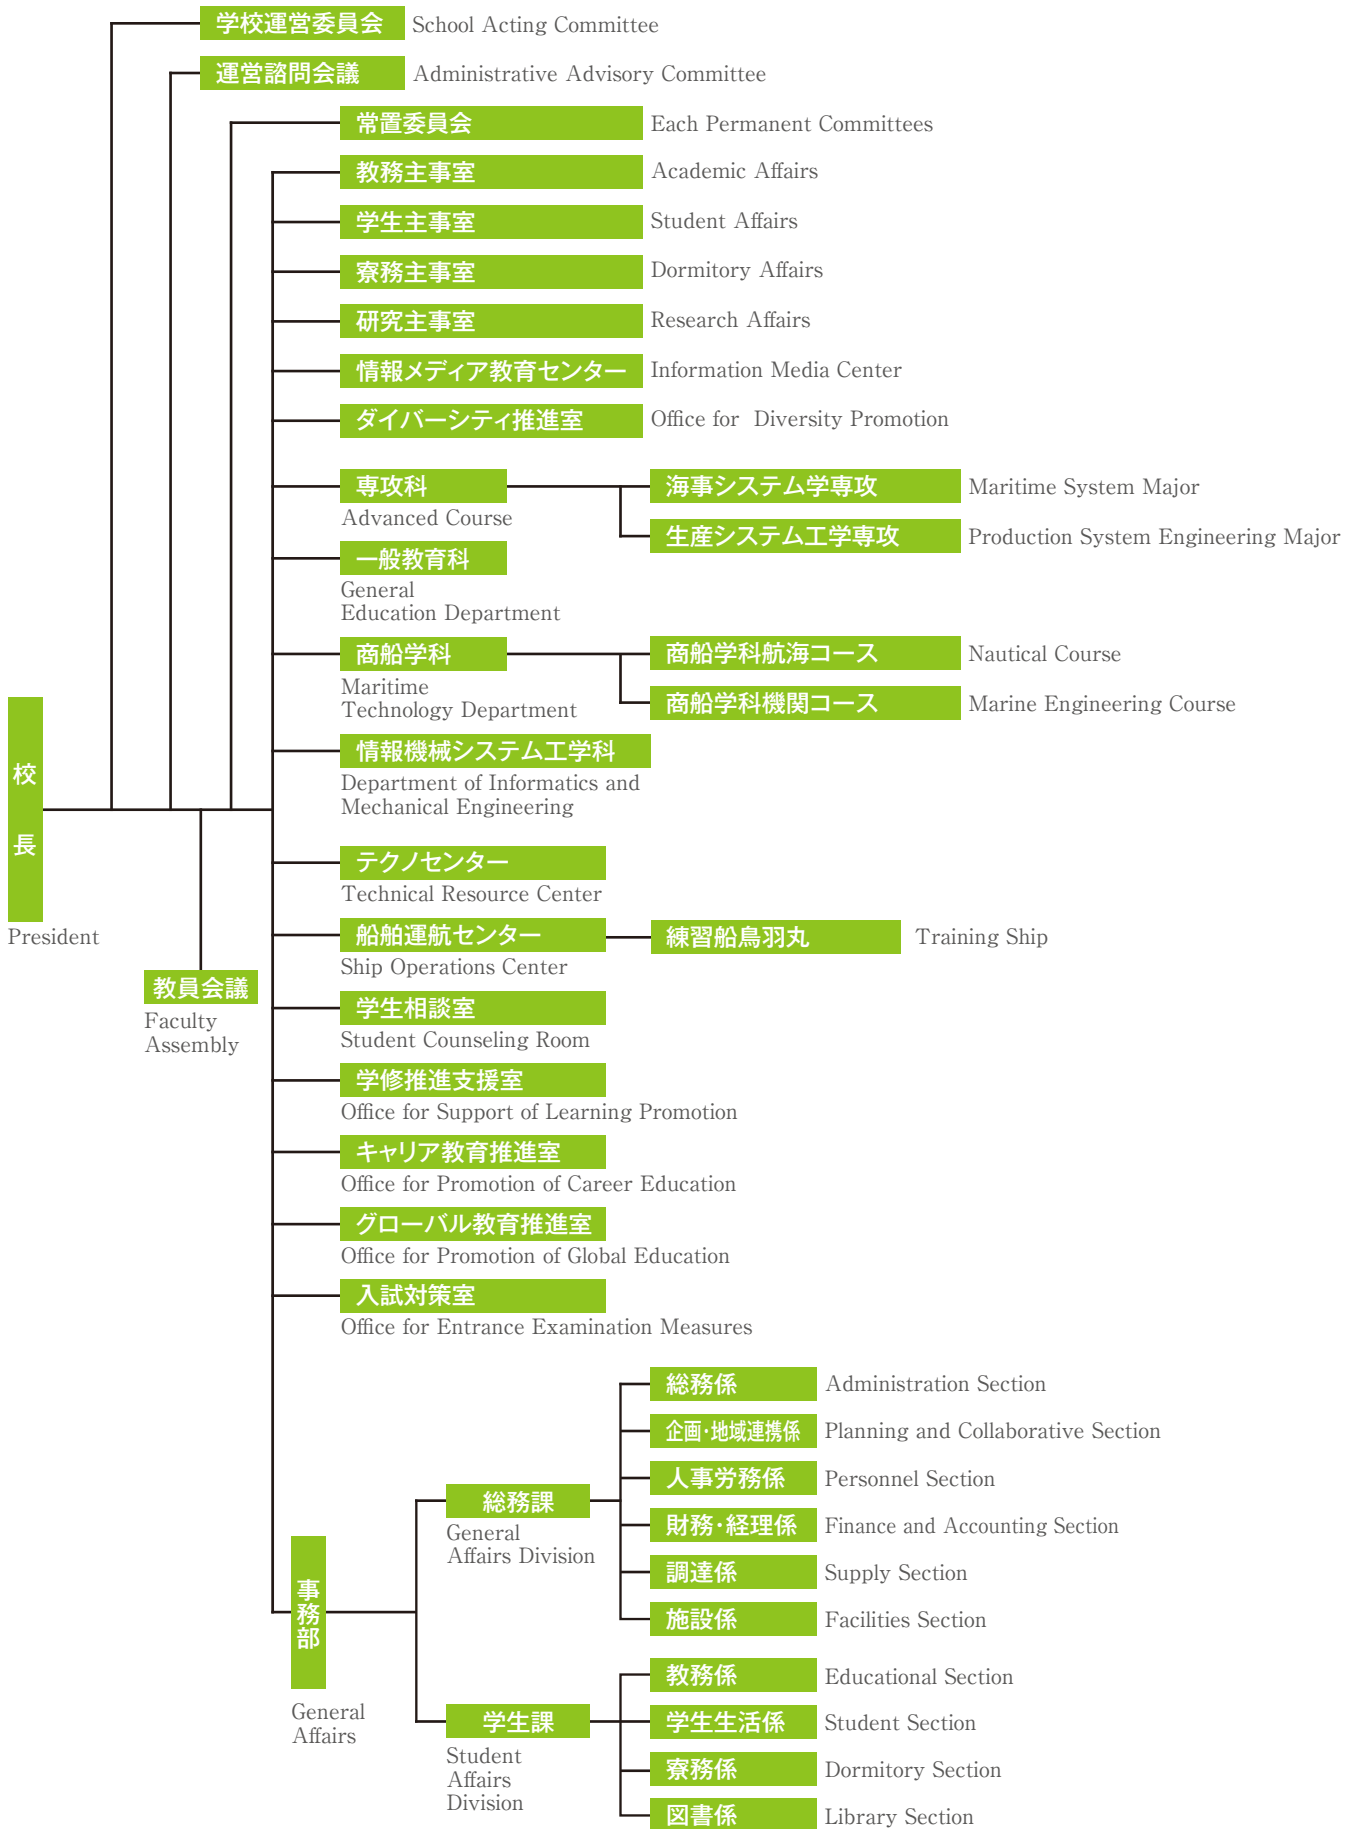 学校運営委員会 School Acting Committee
運営諮問会議 Administrative Advisory Committee
常置委員会 Each Permanent Committees
教務主事室 Academic Affairs
学生主事室 Student Affairs
寮務主事室 Dormitory Affairs
研究主事室 Research Affairs
情報メディア教育センター Information Media Center
ダイバーシティ推進室 Office for Diversity Promotion
専攻科
Advanced Course
海事システム学専攻 Maritime System Major
生産システム工学専攻 Production System Engineering Major
一般教育科
General
Education Department
商船学科
Maritime
Technology Department
商船学科航海コース Nautical Course
商船学科機関コース Marine Engineering Course
情報機械システム工学科
Department of Informatics and
Mechanical Engineering
校長
President
教員会議
Faculty
Assembly
テクノセンター
Technical Resource Center
船舶運航センター
Ship Operations Center
練習船鳥羽丸 Training Ship
学生相談室
Student Counseling Room
学修推進支援室
Office for Support of Learning Promotion
キャリア教育推進室
Office for Promotion of Career Education
グローバル教育推進室
Office for Promotion of Global Education
入試対策室
Office for Entrance Examination Measures
事務部
General
Affairs
総務課
General
Affairs Division
総務係 Administration Section
企画・地域連携係 Planning and Collaborative Section
人事労務係 Personnel Section
財務・経理係 Finance and Accounting Section
調達係 Supply Section
施設係 Facilities Section
学生課
Student
Affairs
Division
教務係 Educational Section
学生生活係 Student Section
寮務係 Dormitory Section
図書係 Library Section